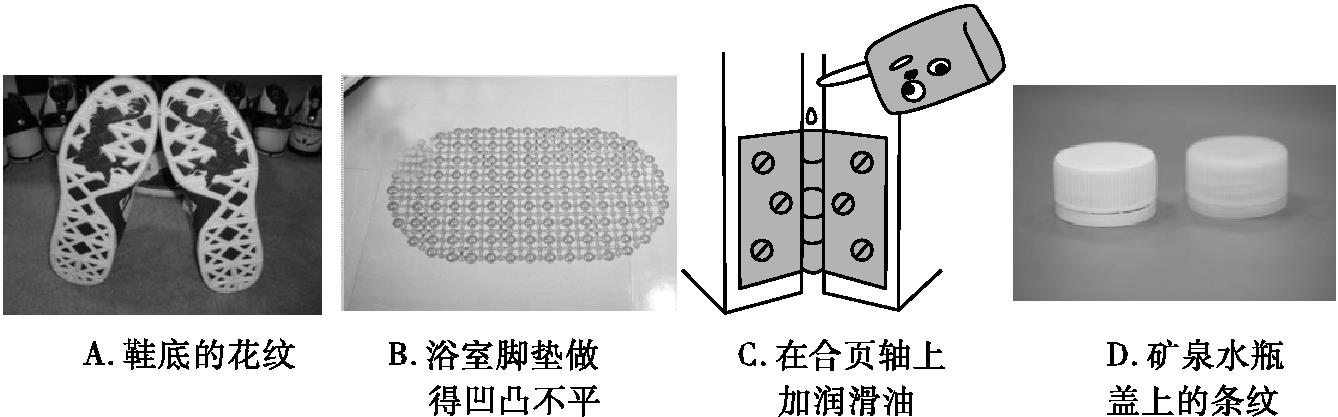 A. 鞋底的花纹
B. 浴室脚垫做
得凹凸不平
C. 在合页轴上
加润滑油
D. 矿泉水瓶
盖上的条纹